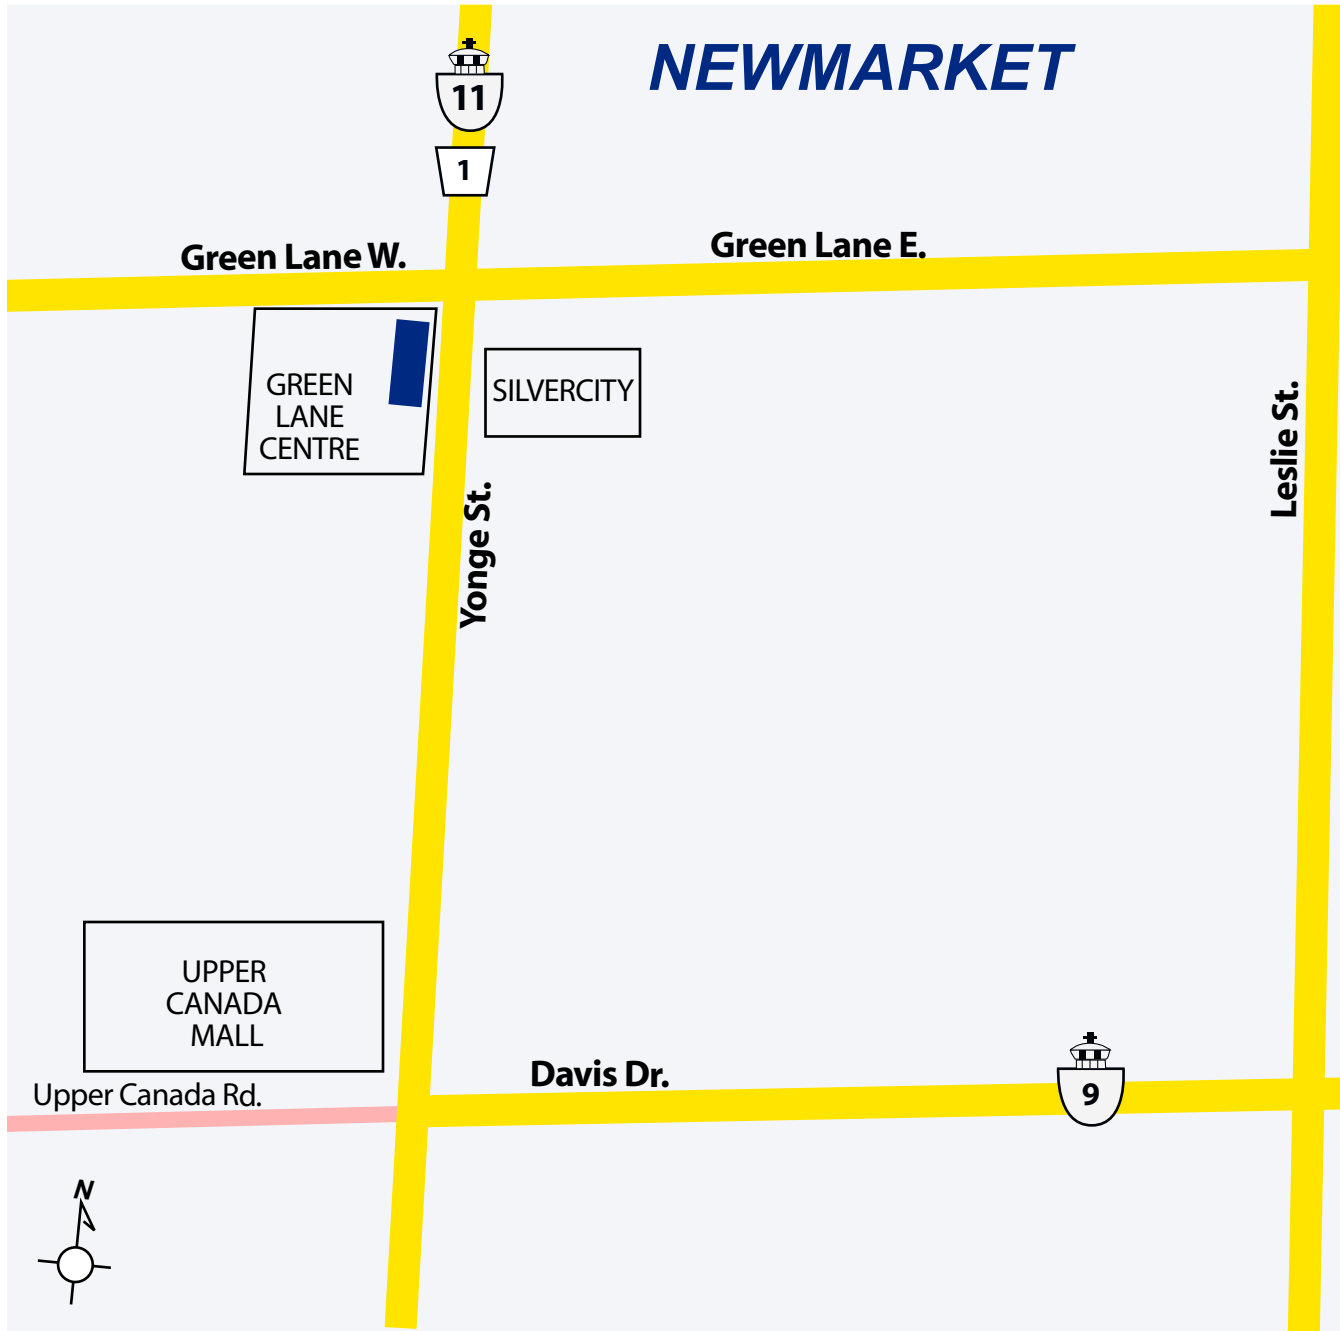 NEWMARKET
11
1
Green Lane W.
Green Lane E.
GREEN
LANE
CENTRE
SILVERCITY
Leslie St.
Yonge St.
UPPER
CANADA
MALL
Upper Canada Rd.
Davis Dr.
9
N